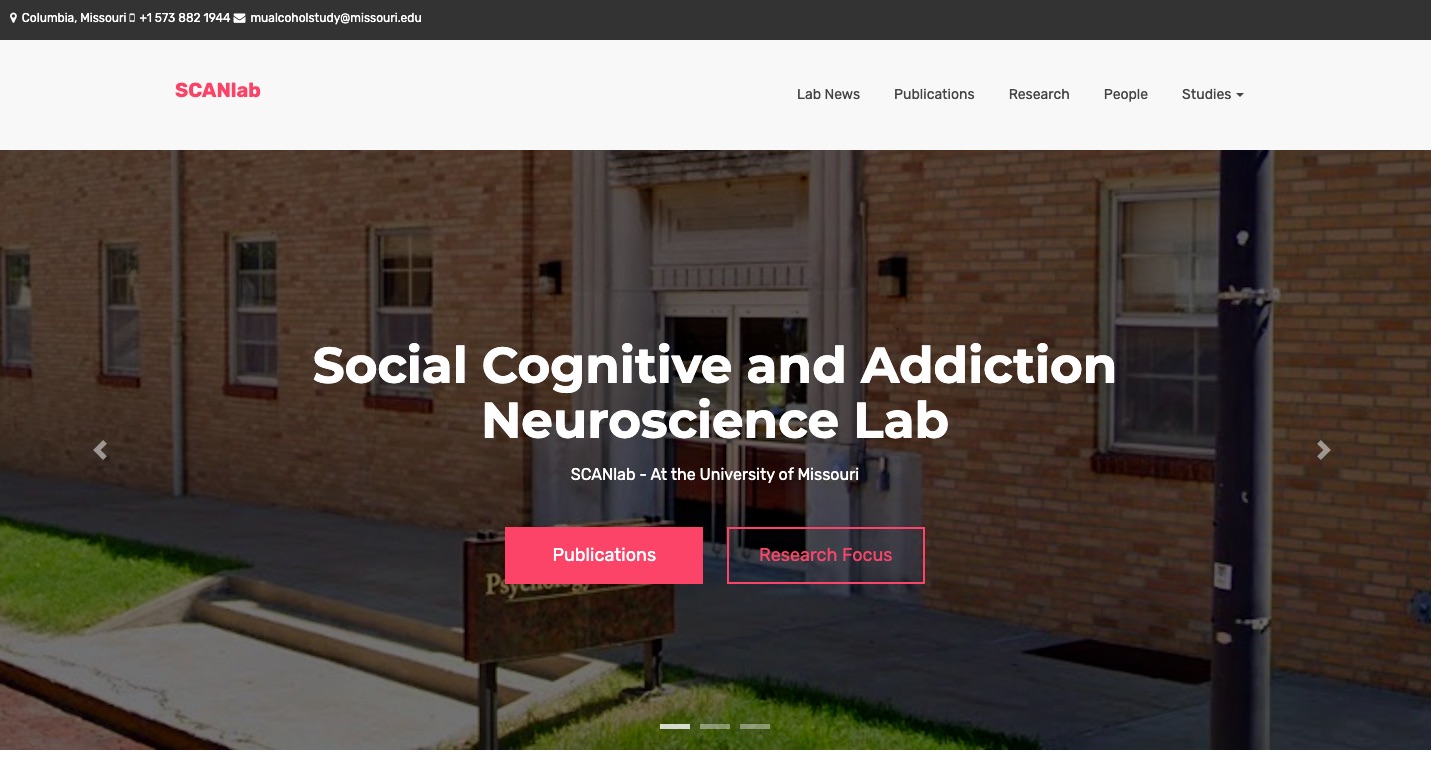 Columbia, Missouri +1 573 882 1944 mualcoholstudy@missouri.edu
SCANlab
Lab News Publications Research People Studies
Social Cognitive and Addiction
Neuroscience Lab
SCANlab - At the University of Missouri
Publications Research Focus
Psychology